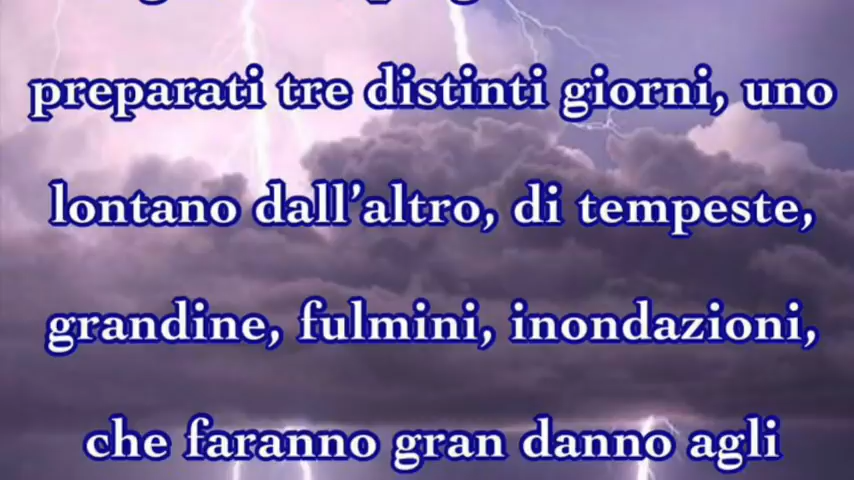 preparati tre distinti giorni, uno
lontano dall'altro, di tempeste,
grandine, fulmini, inondazioni,
che faranno gran danno agli